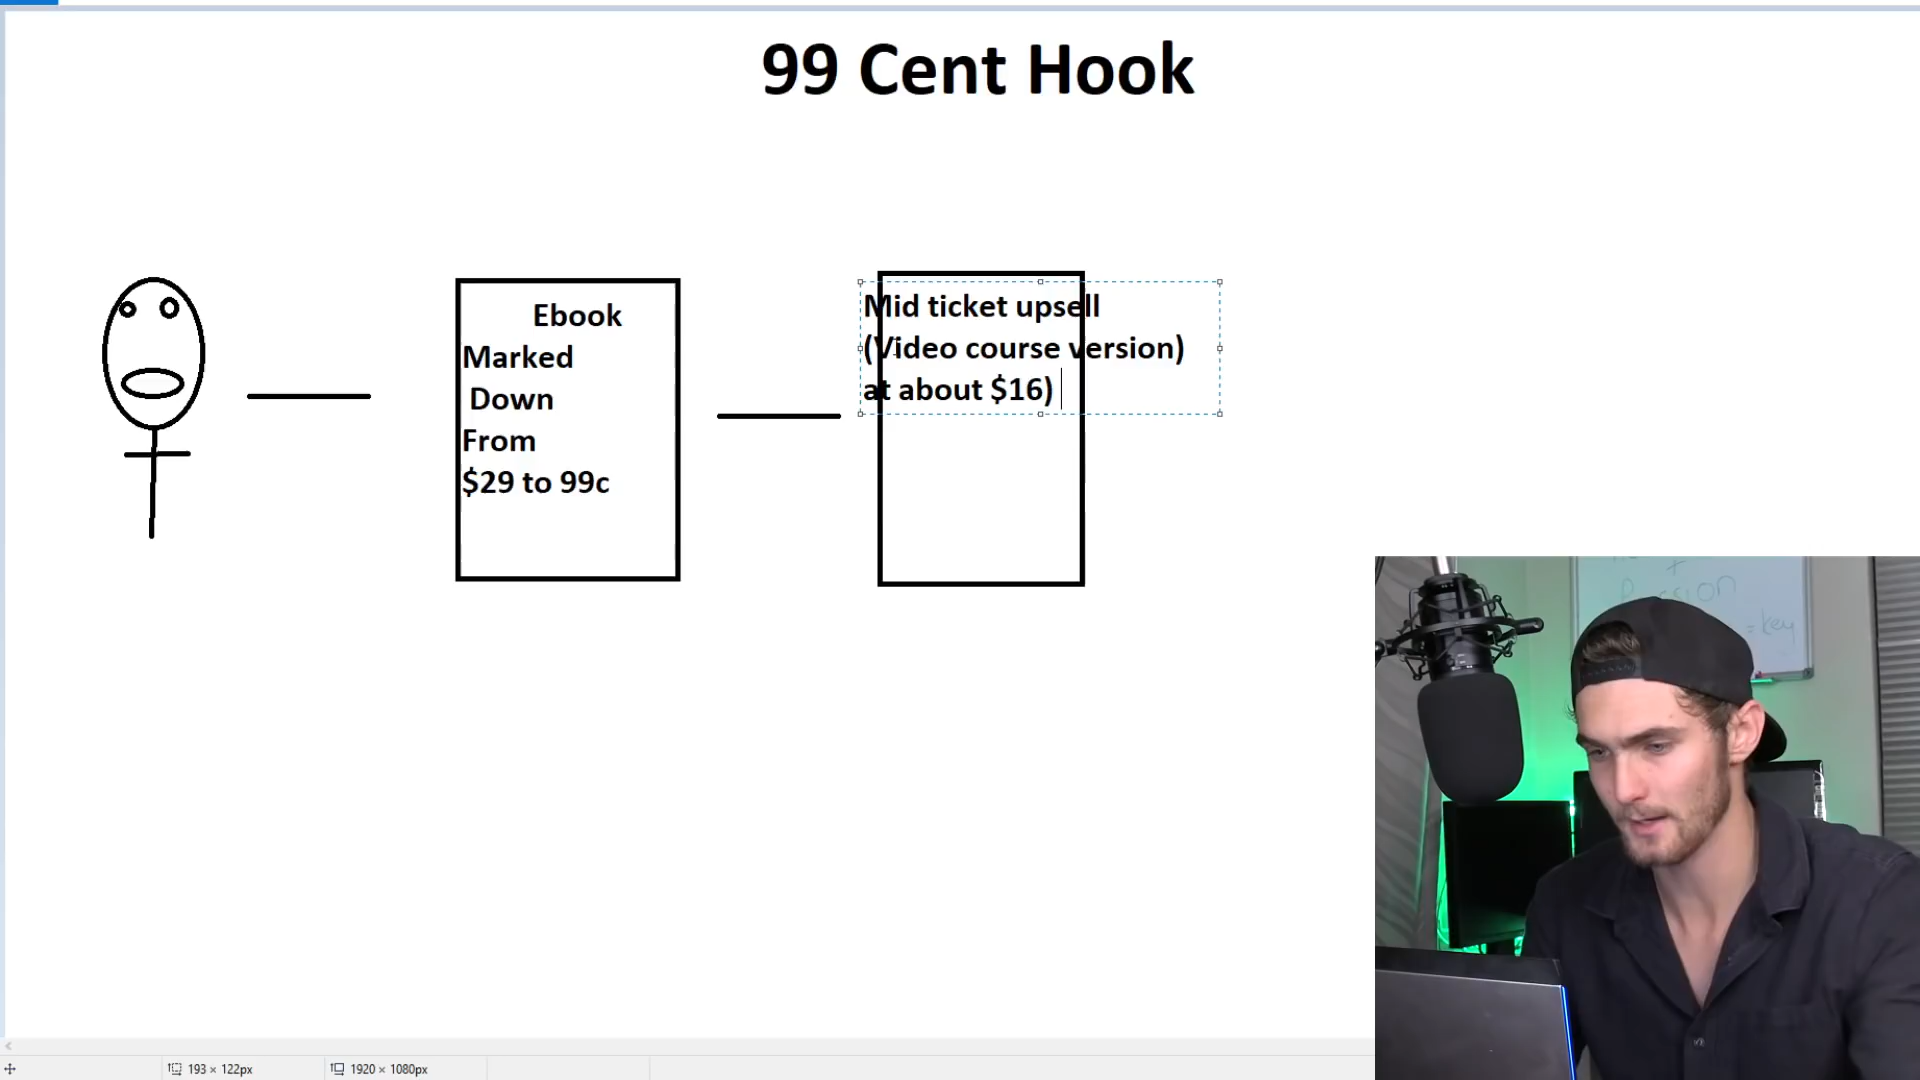 99 Cent Hook
Ebook
Marked
Down
From
$29 to 99c
Mid ticket upsell
(Video course version)
at about $16)
+
= key
193 × 122px
1920 × 1080px